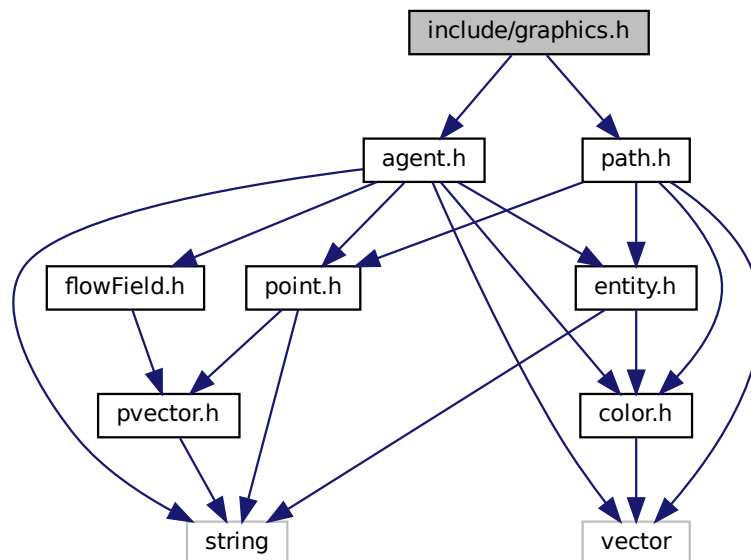 include/graphics.h
agent.h
path.h
flowField.h
point.h
entity.h
pvector.h
color.h
string
vector